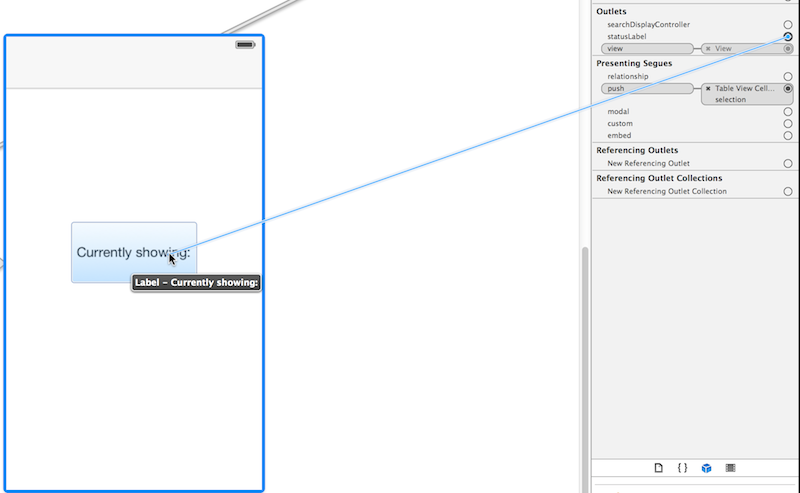 Currently showing:
Label – Currently showing:
Outlets
searchDisplayController
statusLabel
view
View
Presenting Segues
relationship
push
Table View Cell...
selection
modal
custom
embed
Referencing Outlets
New Referencing Outlet
Referencing Outlet Collections
New Referencing Outlet Collection
{ }